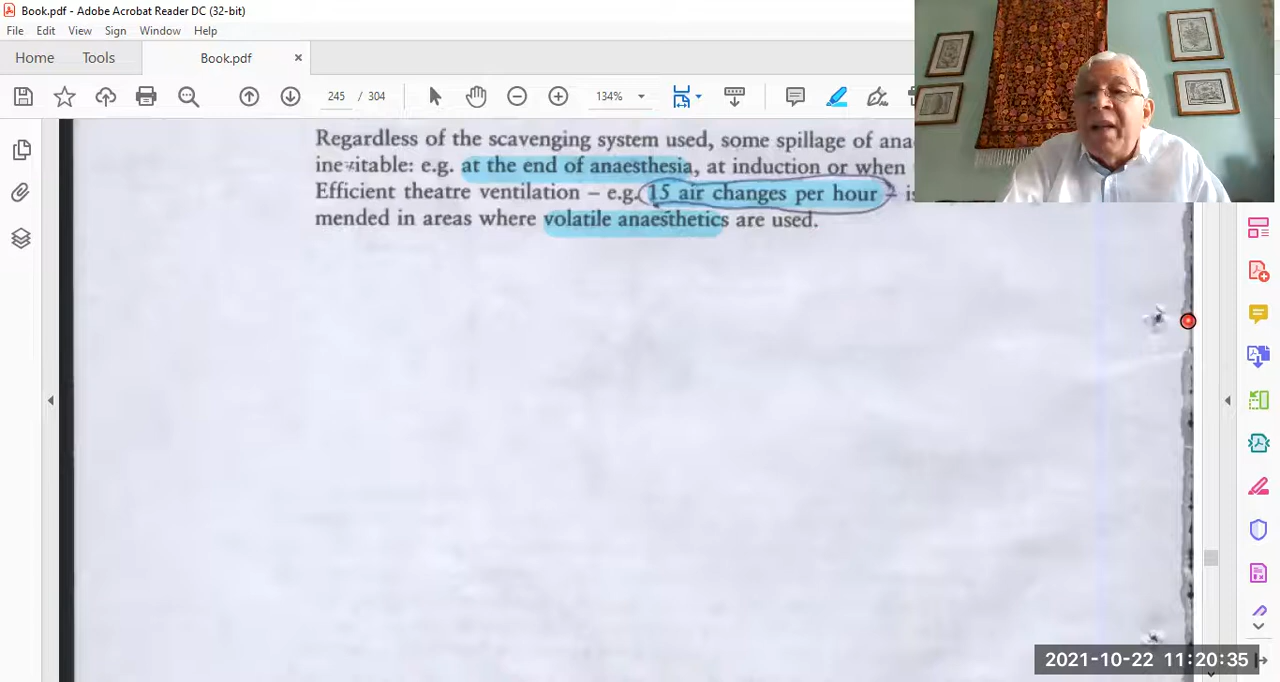 Book.pdf - Adobe Acrobat Reader DC (32-bit)
File Edit View Sign Window Help
Home Tools Book.pdf ×
245 / 304 134%
Regardless of the scavenging system used, some spillage of ana
inevitable: e.g. at the end of anaesthesia, at induction or when
Efficient theatre ventilation – e.g. 15 air changes per hour – is
mended in areas where volatile anaesthetics are used.
2021-10-22 11:20:35